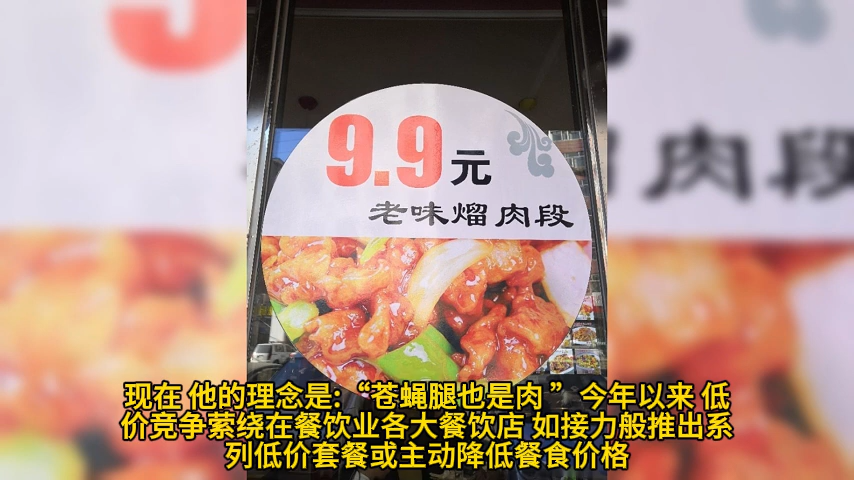 9.9元
老味熘肉段
现在 他的理念是:“苍蝇腿也是肉 ”今年以来 低
价竞争萦绕在餐饮业各大餐饮店 如接力般推出系
列低价套餐或主动降低餐食价格